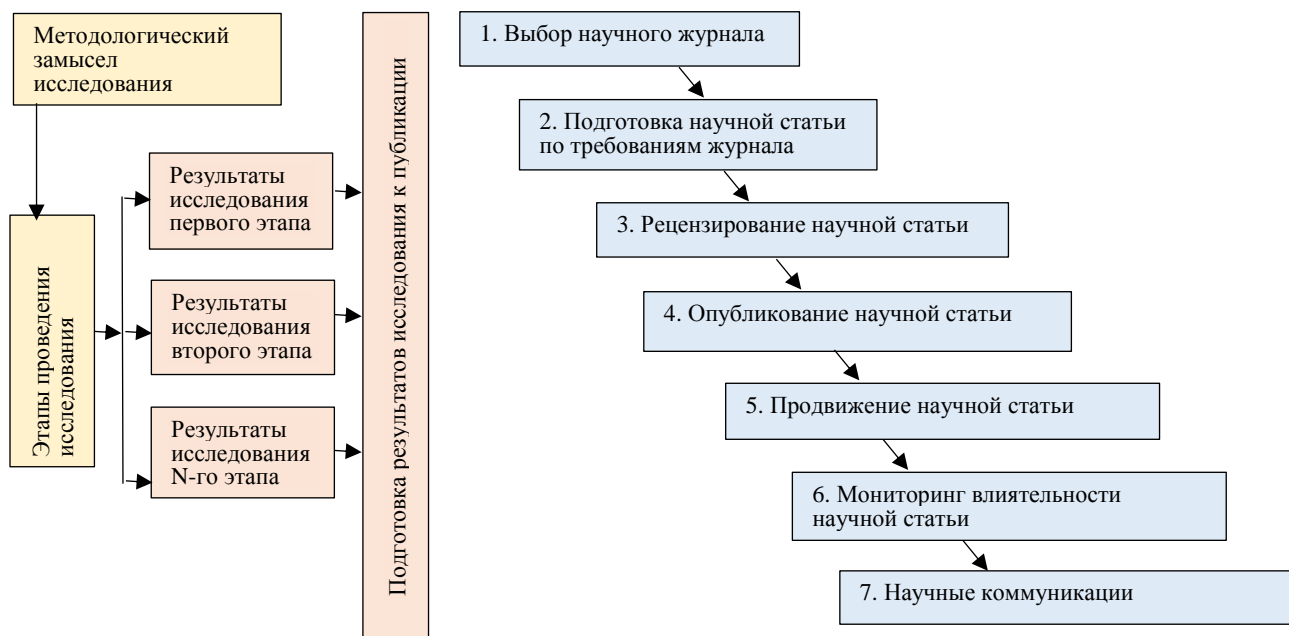 Методологический
замысел
исследования
Этапы проведения
исследования
Результаты
исследования
первого этапа
Результаты
исследования
второго этапа
Результаты
исследования
N-го этапа
Подготовка результатов исследования к публикации
1. Выбор научного журнала
2. Подготовка научной статьи
по требованиям журнала
3. Рецензирование научной статьи
4. Опубликование научной статьи
5. Продвижение научной статьи
6. Мониторинг влиятельности
научной статьи
7. Научные коммуникации